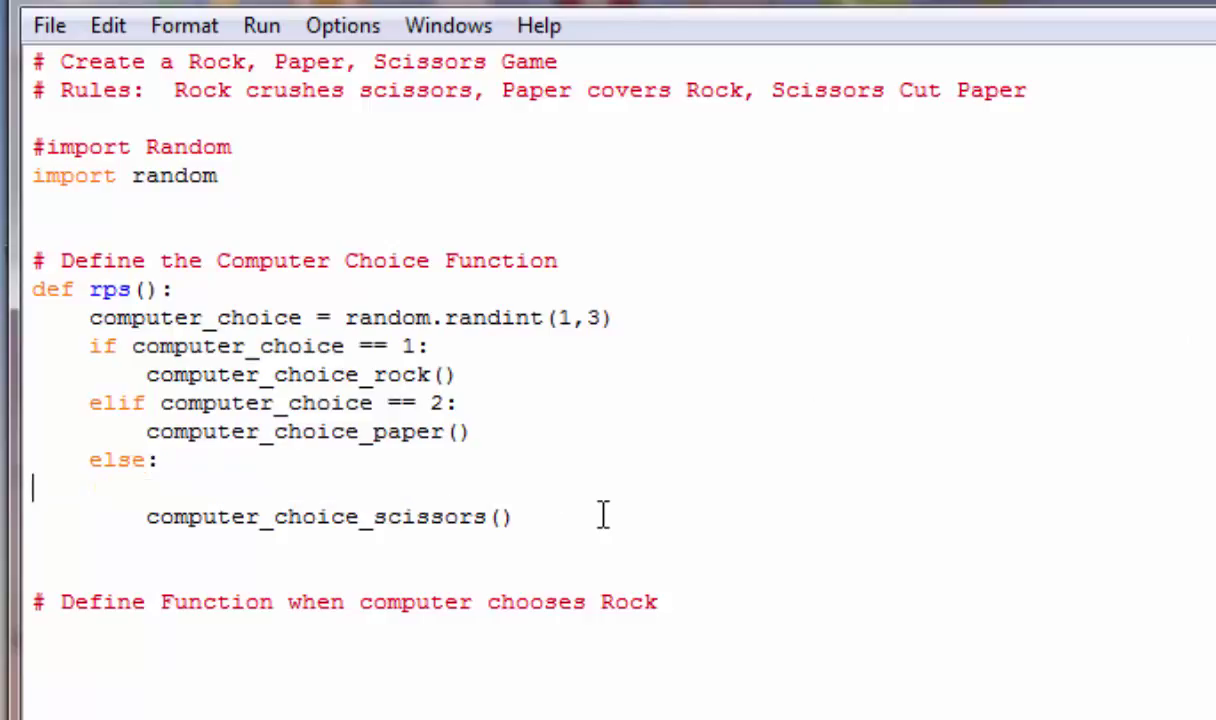 File Edit Format Run Options Windows Help
# Create a Rock, Paper, Scissors Game
# Rules:  Rock crushes scissors, Paper covers Rock, Scissors Cut Paper
#import Random
import random
# Define the Computer Choice Function
def rps():
    computer_choice = random.randint(1,3)
    if computer_choice == 1:
        computer_choice_rock()
    elif computer_choice == 2:
        computer_choice_paper()
    else:
        computer_choice_scissors()
# Define Function when computer chooses Rock